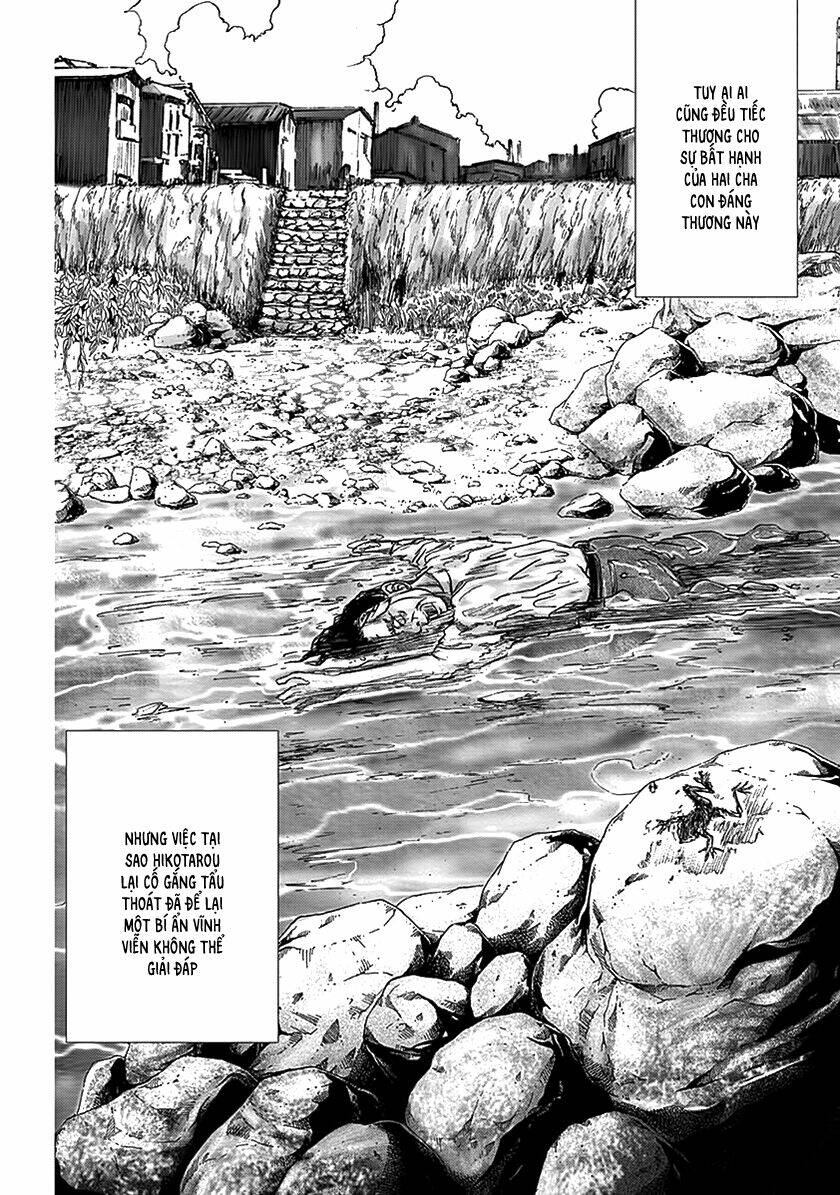 TUY AI AI
CŨNG ĐỀU TIẾC
THƯƠNG CHO
SỰ BẤT HẠNH
CỦA HAI CHA
CON ĐÁNG
THƯƠNG NÀY
NHƯNG VIỆC TẠI
SAO HIKOTAROU
LẠI CỐ GẮNG TẨU
THOÁT ĐÃ ĐỂ LẠI
MỘT BÍ ẨN VĨNH
VIỄN KHÔNG THỂ
GIẢI ĐÁP